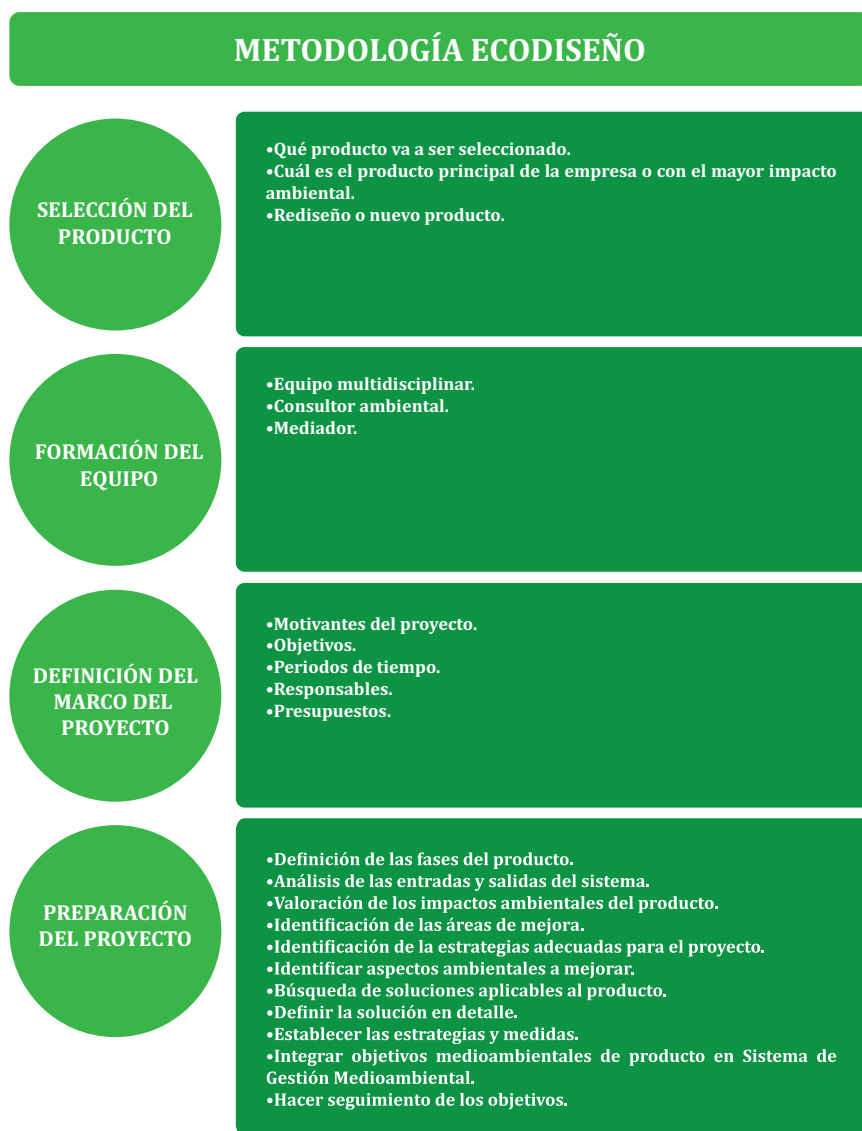 METODOLOGÍA ECODISEÑO
SELECCIÓN DEL
PRODUCTO
•Qué producto va a ser seleccionado.
•Cuál es el producto principal de la empresa o con el mayor impacto
ambiental.
•Rediseño o nuevo producto.
FORMACIÓN DEL
EQUIPO
•Equipo multidisciplinar.
•Consultor ambiental.
•Mediador.
DEFINICIÓN DEL
MARCO DEL
PROYECTO
•Motivantes del proyecto.
•Objetivos.
•Periodos de tiempo.
•Responsables.
•Presupuestos.
PREPARACIÓN
DEL PROYECTO
•Definición de las fases del producto.
•Análisis de las entradas y salidas del sistema.
•Valoración de los impactos ambientales del producto.
•Identificación de las áreas de mejora.
•Identificación de la estrategias adecuadas para el proyecto.
•Identificar aspectos ambientales a mejorar.
•Búsqueda de soluciones aplicables al producto.
•Definir la solución en detalle.
•Establecer las estrategias y medidas.
•Integrar objetivos medioambientales de producto en Sistema de
Gestión Medioambiental.
•Hacer seguimiento de los objetivos.